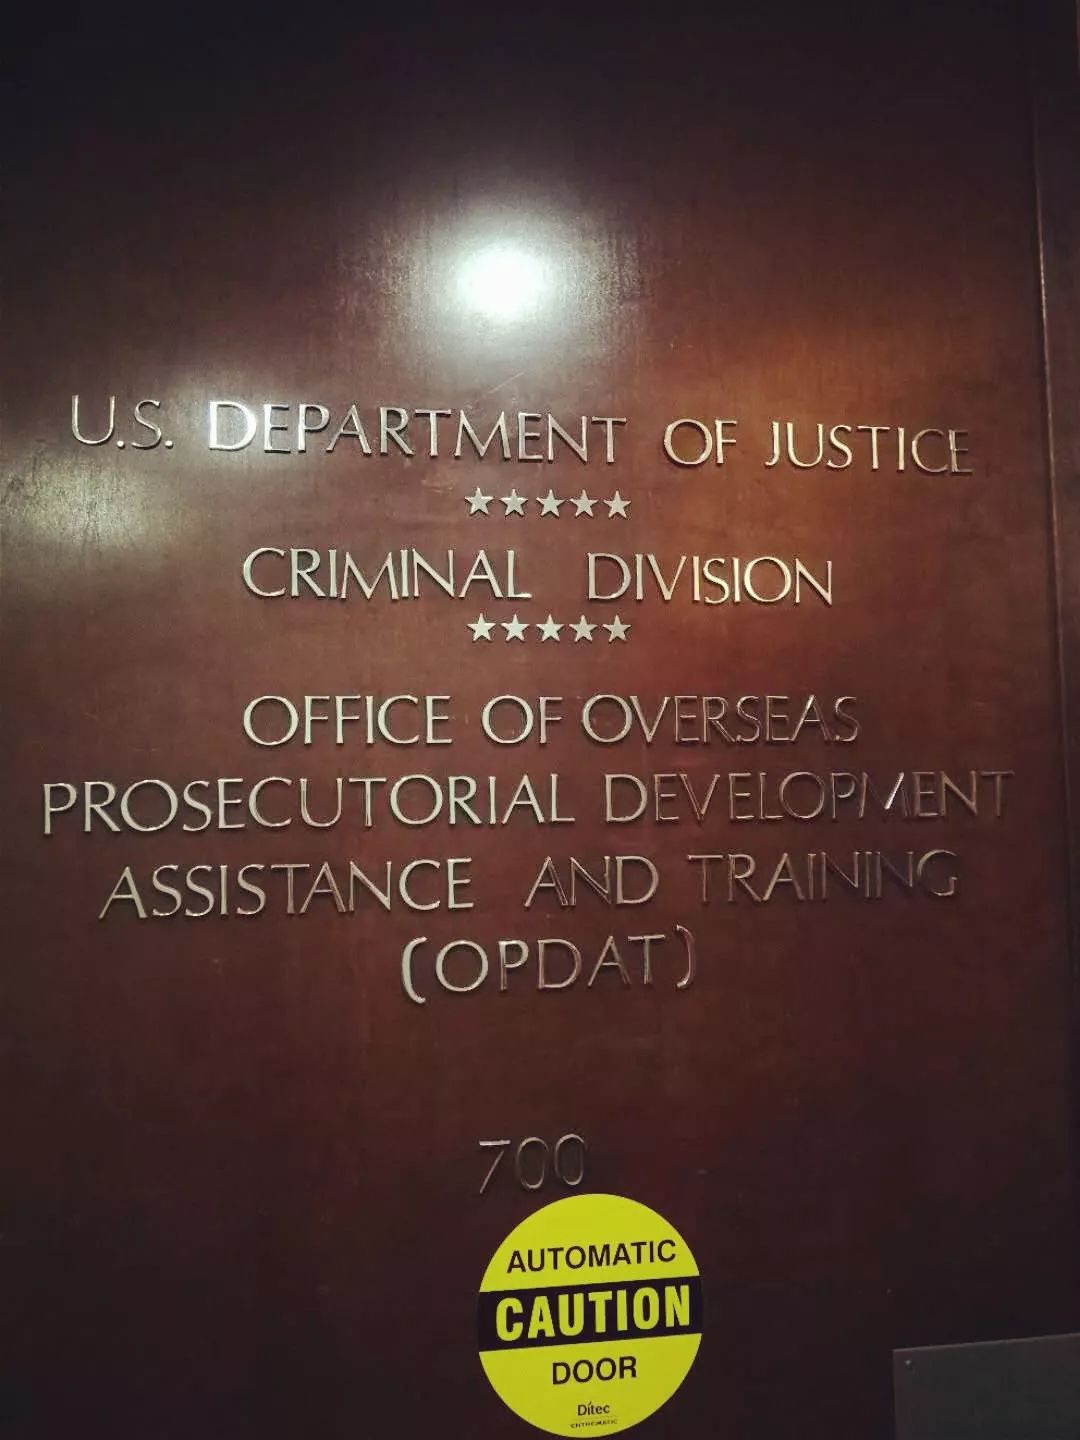 U.S. DEPARTMENT OF JUSTICE
★★★★★
CRIMINAL DIVISION
★★★★★
OFFICE OF OVERSEAS
PROSECUTORIAL DEVELOPMENT
ASSISTANCE AND TRAINING
(OPDAT)
700
AUTOMATIC
CAUTION
DOOR
Ditec
ENTREMATIC